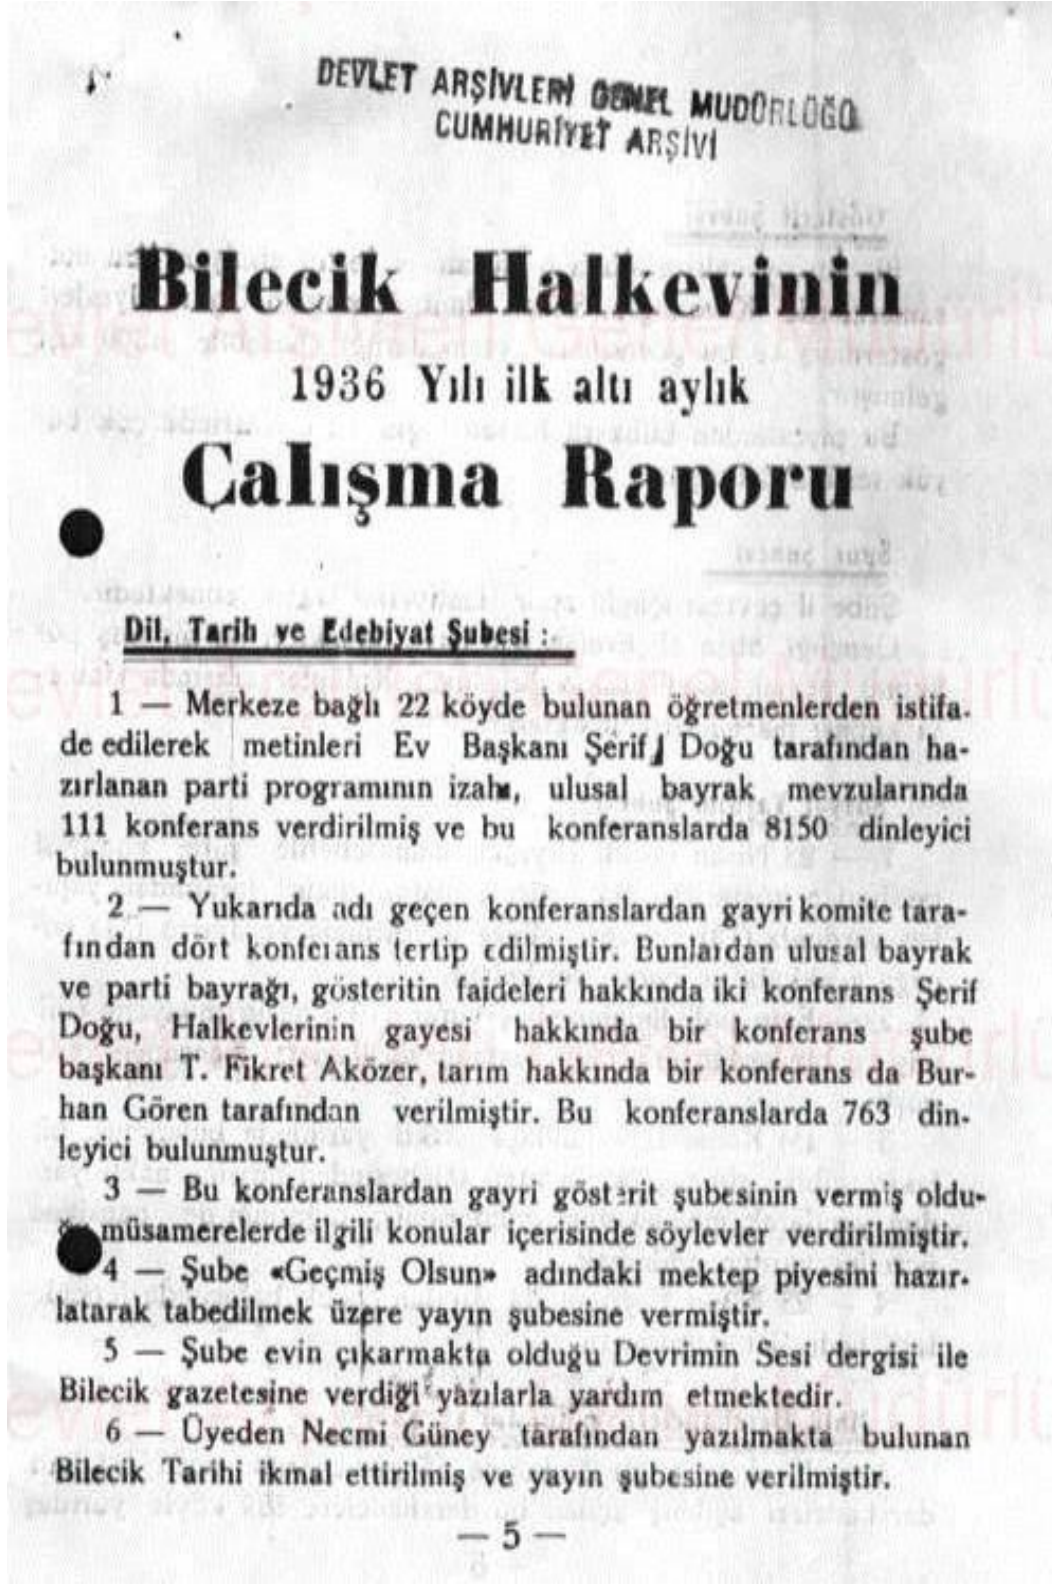 DEVLET ARŞİVLERİ GENEL MÜDÜRLÜĞÜ
CUMHURİYET ARŞİVİ
Bilecik Halkevinin
1936 Yılı ilk altı aylık
Çalışma Raporu
Dil, Tarih ve Edebiyat Şubesi :
1 — Merkeze bağlı 22 köyde bulunan öğretmenlerden istifa-
de edilerek metinleri Ev Başkanı Şerif Doğu tarafından ha-
zırlanan parti programının izahı, ulusal bayrak mevzularında
111 konferans verdirilmiş ve bu konferanslarda 8150 dinleyici
bulunmuştur.
2 — Yukarıda adı geçen konferanslardan gayri komite tara-
fından dört konferans tertip edilmiştir. Bunlardan ulusal bayrak
ve parti bayrağı, gösteritin faideleri hakkında iki konferans Şerif
Doğu, Halkevlerinin gayesi hakkında bir konferans şube
başkanı T. Fikret Aközer, tarım hakkında bir konferans da Bur-
han Gören tarafından verilmiştir. Bu konferanslarda 763 din-
leyici bulunmuştur.
3 — Bu konferanslardan gayri gösterit şubesinin vermiş oldu-
ğu müsamerelerde ilgili konular içerisinde söylevler verdirilmiştir.
4 — Şube «Geçmiş Olsun» adındaki mektep piyesini hazır-
latarak tabedilmek üzere yayın şubesine vermiştir.
5 — Şube evin çıkarmakta olduğu Devrimin Sesi dergisi ile
Bilecik gazetesine verdiği yazılarla yardım etmektedir.
6 — Üyeden Necmi Güney tarafından yazılmakta bulunan
Bilecik Tarihi ikmal ettirilmiş ve yayın şubesine verilmiştir.
— 5 —